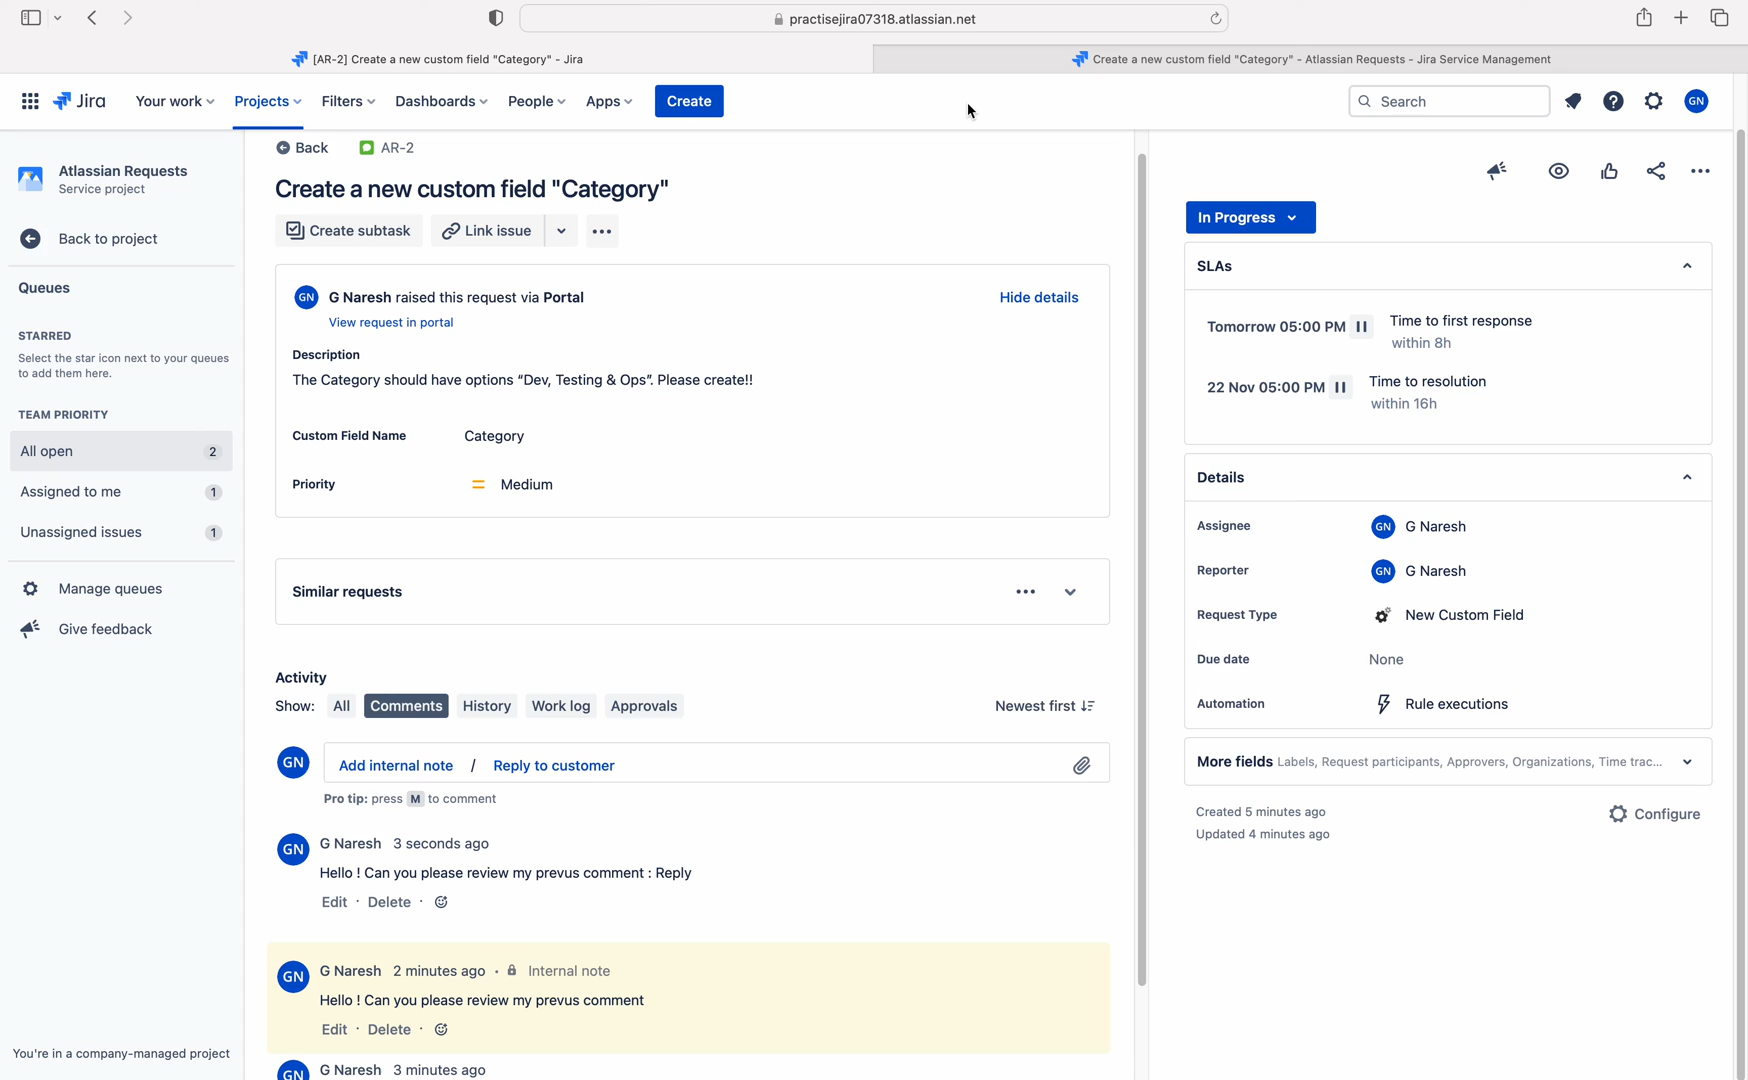 practisejira07318.atlassian.net
[AR-2] Create a new custom field "Category" - Jira
Create a new custom field "Category" - Atlassian Requests - Jira Service Management
Jira
Your work
Projects
Filters
Dashboards
People
Apps
Create
Search
GN
Atlassian Requests
Service project
Back to project
Queues
STARRED
Select the star icon next to your queues
to add them here.
TEAM PRIORITY
All open 2
Assigned to me 1
Unassigned issues 1
Manage queues
Give feedback
You're in a company-managed project
Back
AR-2
Create a new custom field "Category"
Create subtask
Link issue
GN G Naresh raised this request via Portal
Hide details
View request in portal
Description
The Category should have options “Dev, Testing & Ops”. Please create!!
Custom Field Name Category
Priority Medium
Similar requests
Activity
Show: All Comments History Work log Approvals
Newest first
GN Add internal note / Reply to customer
Pro tip: press M to comment
GN G Naresh 3 seconds ago
Hello ! Can you please review my prevus comment : Reply
Edit · Delete ·
GN G Naresh 2 minutes ago · Internal note
Hello ! Can you please review my prevus comment
Edit · Delete ·
GN G Naresh 3 minutes ago
In Progress
SLAs
Tomorrow 05:00 PM Time to first response
within 8h
22 Nov 05:00 PM Time to resolution
within 16h
Details
Assignee GN G Naresh
Reporter GN G Naresh
Request Type New Custom Field
Due date None
Automation Rule executions
More fields Labels, Request participants, Approvers, Organizations, Time trac...
Created 5 minutes ago
Updated 4 minutes ago
Configure